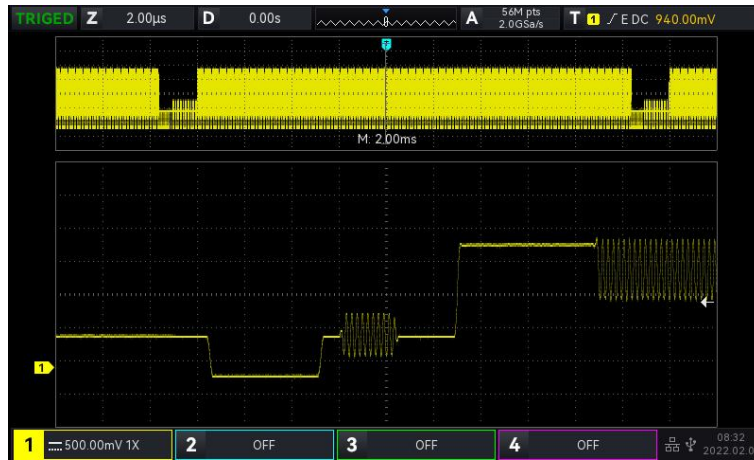 TRIGED Z 2.00μs D 0.00s A 56M pts 2.0GSa/s T 1 E DC 940.00mV
T
M: 2.00ms
1
1 500.00mV 1X 2 OFF 3 OFF 4 OFF 08:32